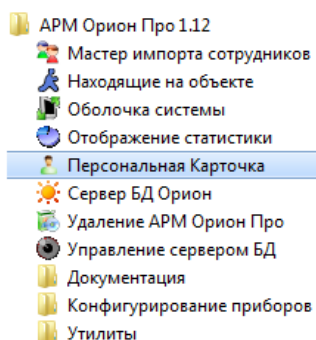 АРМ Орион Про 1.12
Мастер импорта сотрудников
Находящие на объекте
Оболочка системы
Отображение статистики
Персональная Карточка
Сервер БД Орион
Удаление АРМ Орион Про
Управление сервером БД
Документация
Конфигурирование приборов
Утилиты